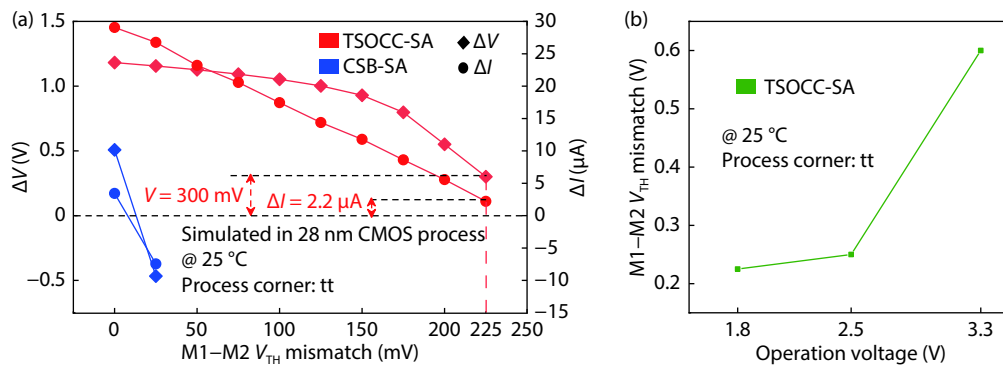 (a)
TSOCC-SA
CSB-SA
ΔV
ΔI
V = 300 mV
ΔI = 2.2 μA
Simulated in 28 nm CMOS process
@ 25 °C
Process corner: tt
1.5
1.0
0.5
0
−0.5
ΔV (V)
30
25
20
15
10
5
0
−5
−10
−15
ΔI (μA)
0 25 50 75 100 125 150 175 200 225 250
M1−M2 VTH mismatch (mV)
(b)
TSOCC-SA
@ 25 °C
Process corner: tt
0.6
0.5
0.4
0.3
0.2
M1−M2 VTH mismatch (V)
1.8 2.5 3.3
Operation voltage (V)